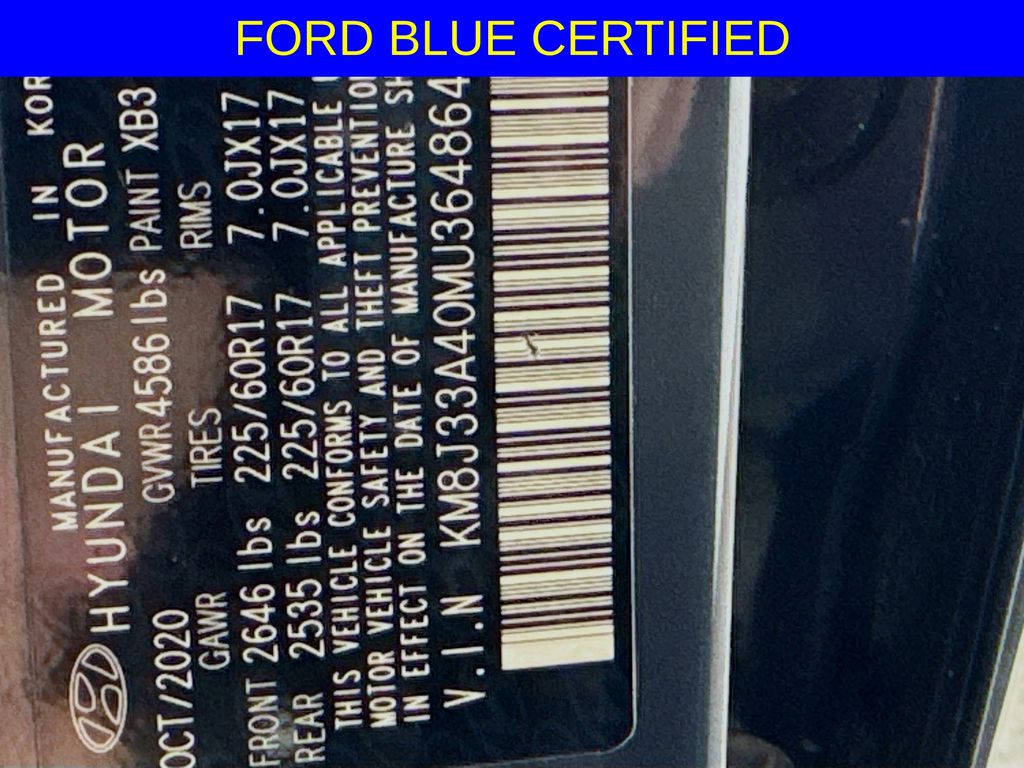 FORD BLUE CERTIFIED
MANUFACTURED IN KOR
HYUNDAI MOTOR
OCT/2020 GVWR 4586 lbs PAINT XB3
GAWR TIRES RIMS
FRONT 2646 lbs 225/60R17 7.0JX17
REAR 2535 lbs 225/60R17 7.0JX17
THIS VEHICLE CONFORMS TO ALL APPLICABLE
MOTOR VEHICLE SAFETY AND THEFT PREVENTIO
IN EFFECT ON THE DATE OF MANUFACTURE SH
V.I.N KM8J33A40MU364864